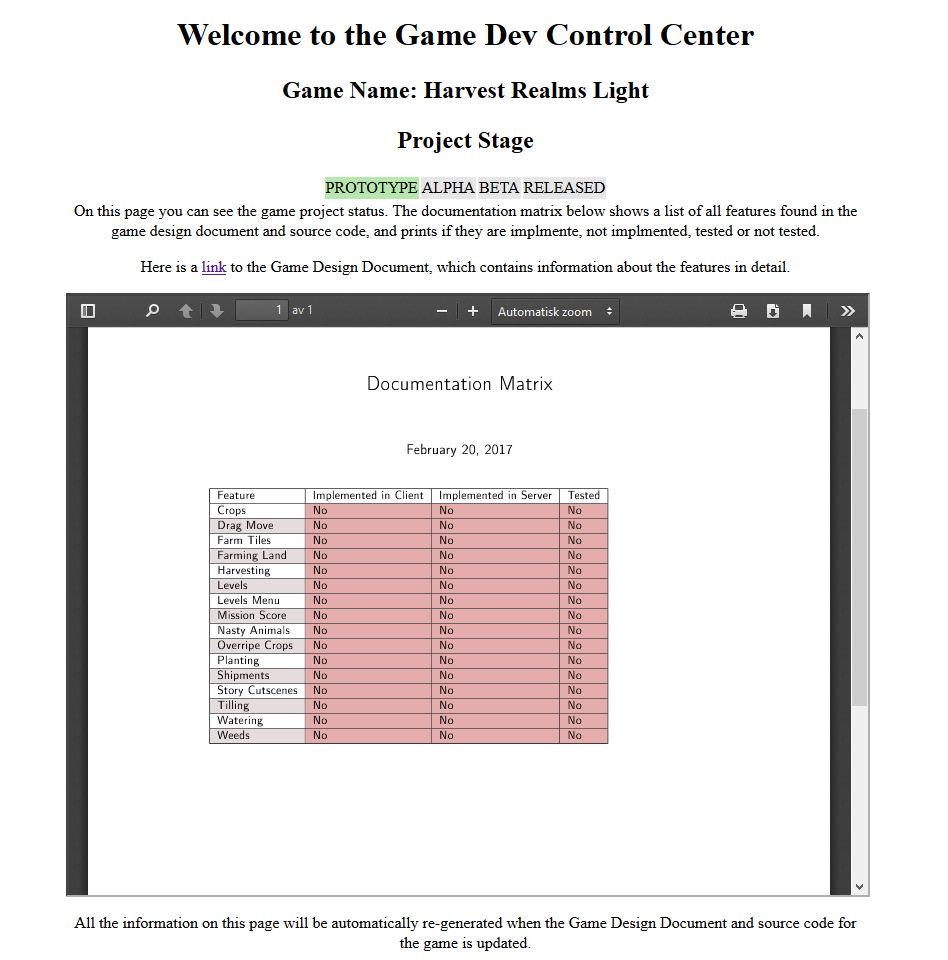 Welcome to the Game Dev Control Center
Game Name: Harvest Realms Light
Project Stage
PROTOTYPE ALPHA BETA RELEASED
On this page you can see the game project status. The documentation matrix below shows a list of all features found in the
game design document and source code, and prints if they are implmente, not implmented, tested or not tested.
Here is a link to the Game Design Document, which contains information about the features in detail.
1 av 1 Automatisk zoom
Documentation Matrix
February 20, 2017
Feature Implemented in Client Implemented in Server Tested
Crops No No No
Drag Move No No No
Farm Tiles No No No
Farming Land No No No
Harvesting No No No
Levels No No No
Levels Menu No No No
Mission Score No No No
Nasty Animals No No No
Overripe Crops No No No
Planting No No No
Shipments No No No
Story Cutscenes No No No
Tilling No No No
Watering No No No
Weeds No No No
All the information on this page will be automatically re-generated when the Game Design Document and source code for
the game is updated.